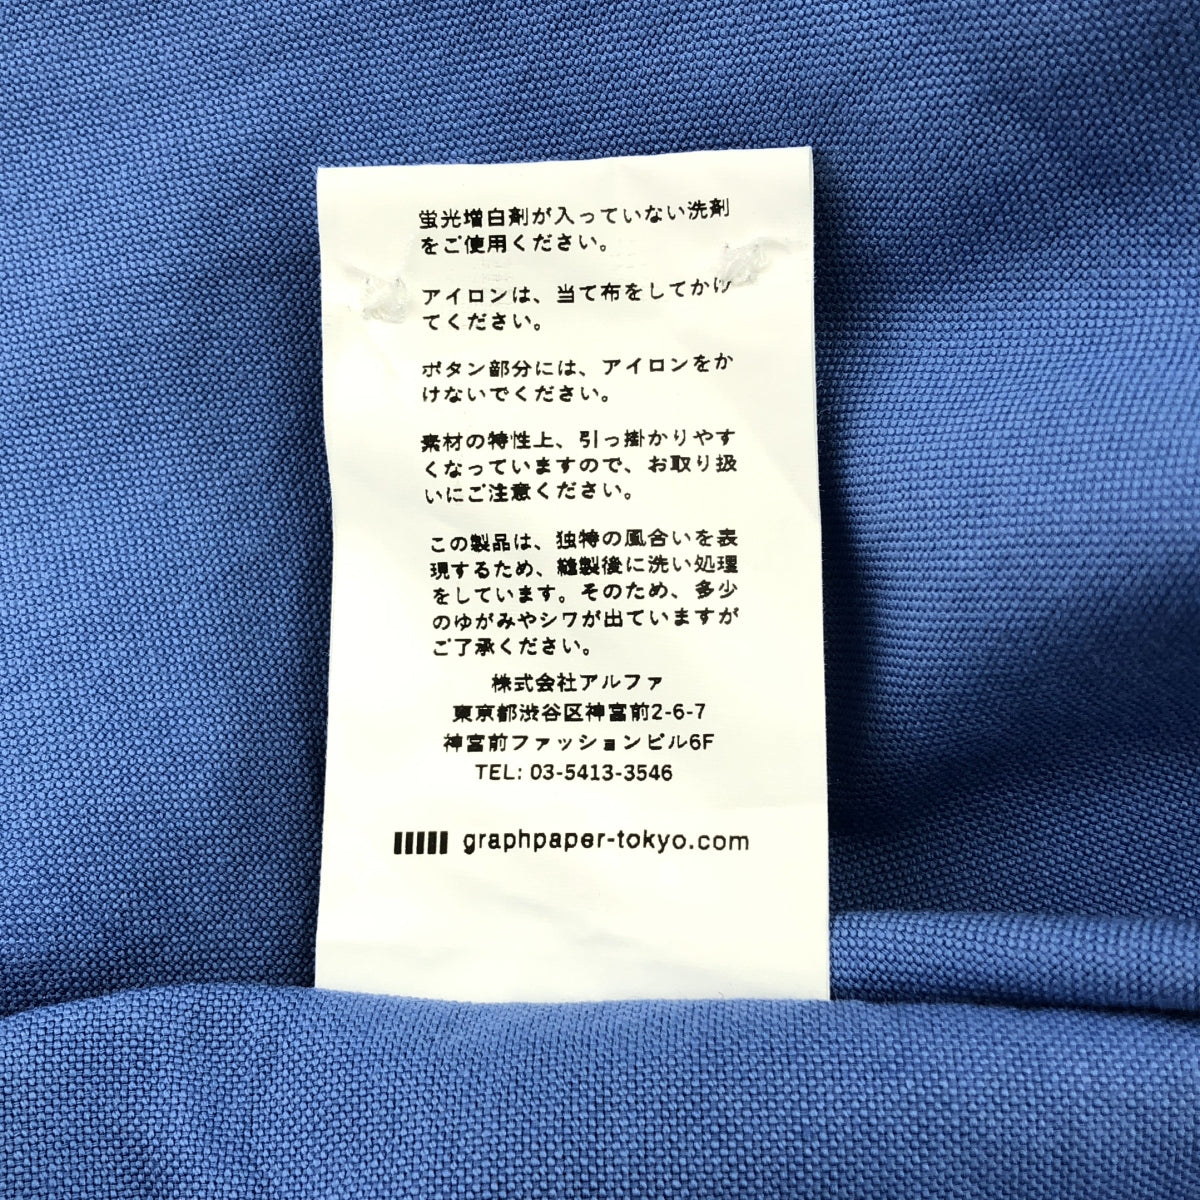 蛍光増白剤が入っていない洗剤
をご使用ください。
アイロンは、当て布をしてかけ
てください。
ボタン部分には、アイロンをか
けないでください。
素材の特性上、引っ掛かりやす
くなっていますので、お取り扱
いにご注意ください。
この製品は、独特の風合いを表
現するため、縫製後に洗い処理
をしています。そのため、多少
のゆがみやシワが出ていますが
ご了承ください。
株式会社アルファ
東京都渋谷区神宮前2-6-7
神宮前ファッションビル6F
TEL: 03-5413-3546
graphpaper-tokyo.com